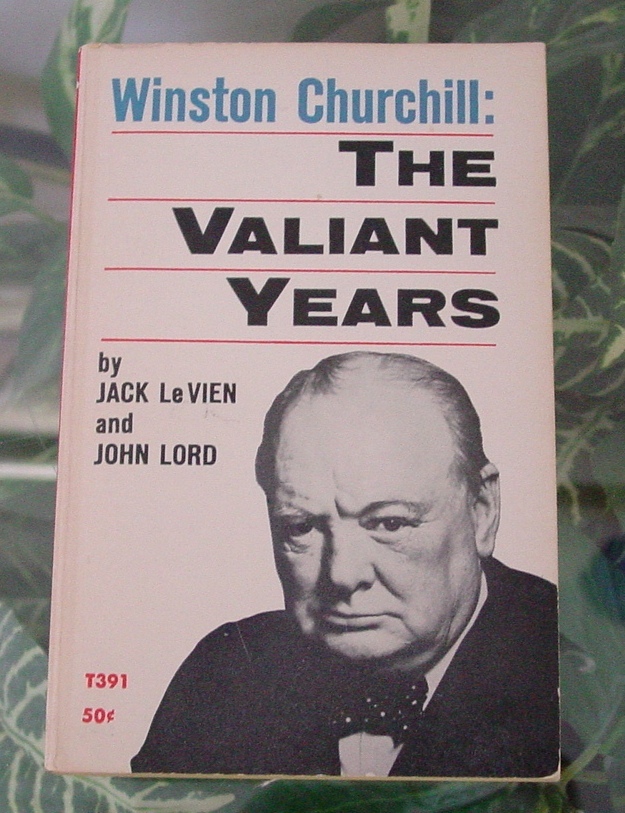 Winston Churchill:
THE
VALIANT
YEARS
by
JACK LeVIEN
and
JOHN LORD
T391
50¢